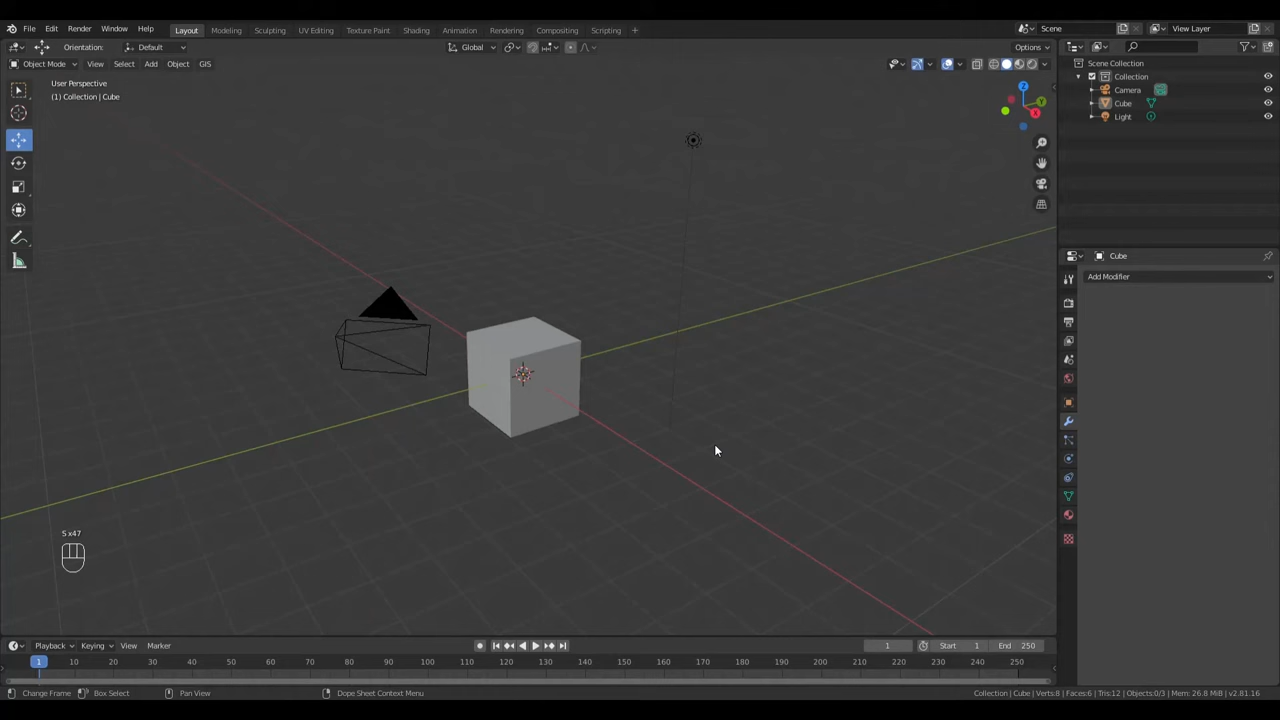 File Edit Render Window Help Layout Modeling Sculpting UV Editing Texture Paint Shading Animation Rendering Compositing Scripting + Scene View Layer
Orientation: Default Global Options
Object Mode View Select Add Object GIS
User Perspective
(1) Collection | Cube
Scene Collection
Collection
Camera
Cube
Light
Z
Y
X
Cube
Add Modifier
S x47
Playback Keying View Marker 1 Start 1 End 250
1 10 20 30 40 50 60 70 80 90 100 110 120 130 140 150 160 170 180 190 200 210 220 230 240 250
Change Frame Box Select Pan View Dope Sheet Context Menu Collection | Cube | Verts:8 | Faces:6 | Tris:12 | Objects:0/3 | Mem: 26.8 MiB | v2.81.16